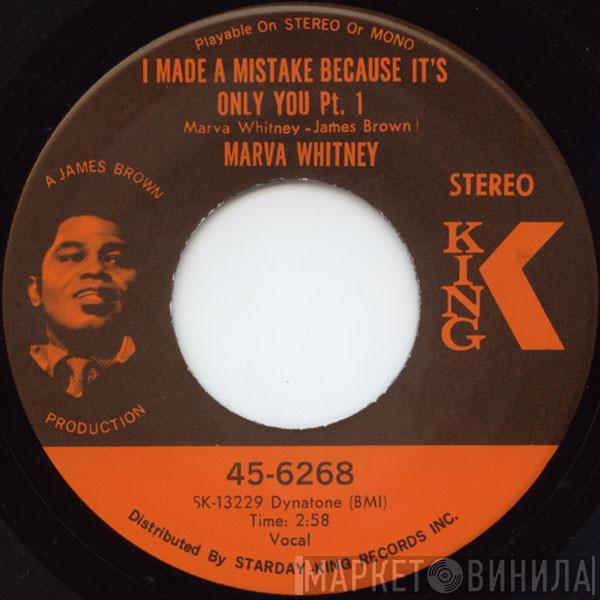 Playable On STEREO Or MONO
I MADE A MISTAKE BECAUSE IT'S
ONLY YOU Pt. 1
Marva Whitney - James Brown)
MARVA WHITNEY
A JAMES BROWN
PRODUCTION
STEREO
KING
K
45-6268
SK-13229 Dynatone (BMI)
Time: 2:58
Vocal
Distributed By STARDAY-KING RECORDS INC.
МАРКЕТ ВИНИЛА